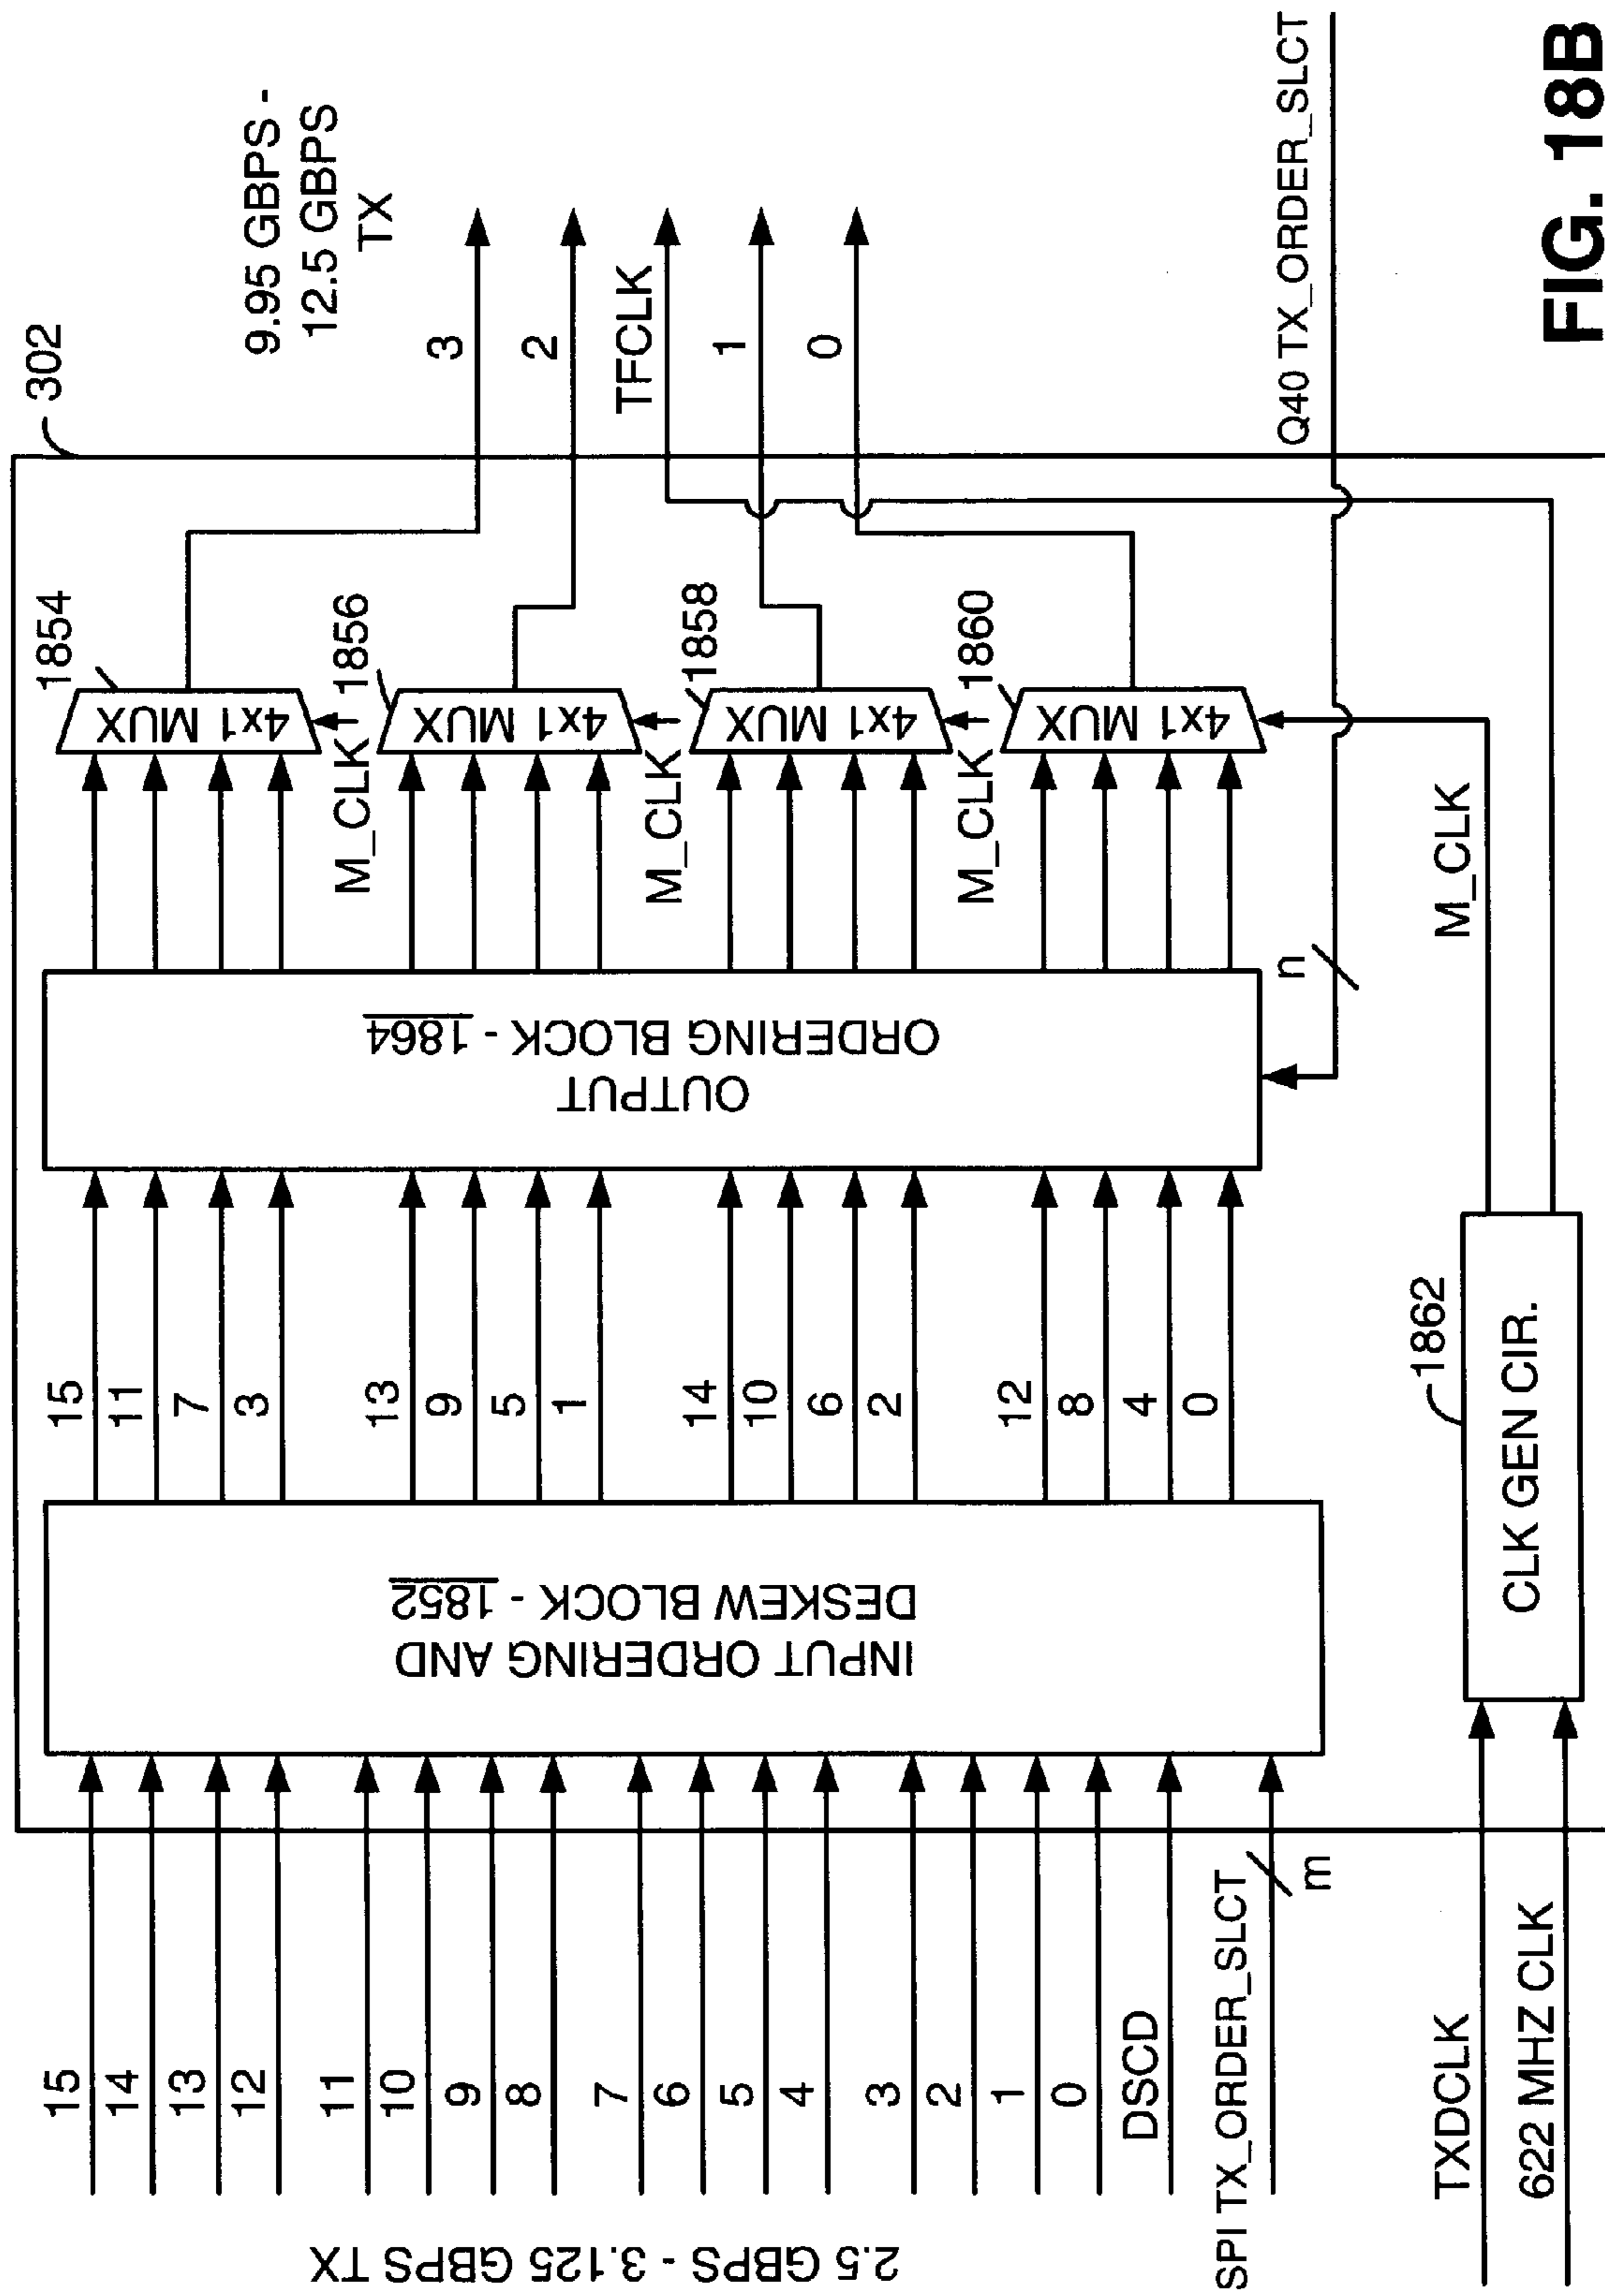 2.5 GBPS - 3.125 GBPS TX
15
14
13
12
11
10
9
8
7
6
5
4
3
2
1
0
DSCD
SPI TX_ORDER_SLCT
m
TXDCLK
622 MHZ CLK
INPUT ORDERING AND
DESKEW BLOCK - 1852
15
11
7
3
13
9
5
1
14
10
6
2
12
8
4
0
1862
CLK GEN CIR.
OUTPUT
ORDERING BLOCK - 1864
n
M_CLK
1854
4x1 MUX
M_CLK
1856
4x1 MUX
M_CLK
1858
4x1 MUX
M_CLK
1860
4x1 MUX
302
9.95 GBPS -
12.5 GBPS
TX
3
2
TFCLK
1
0
Q40 TX_ORDER_SLCT
FIG. 18B